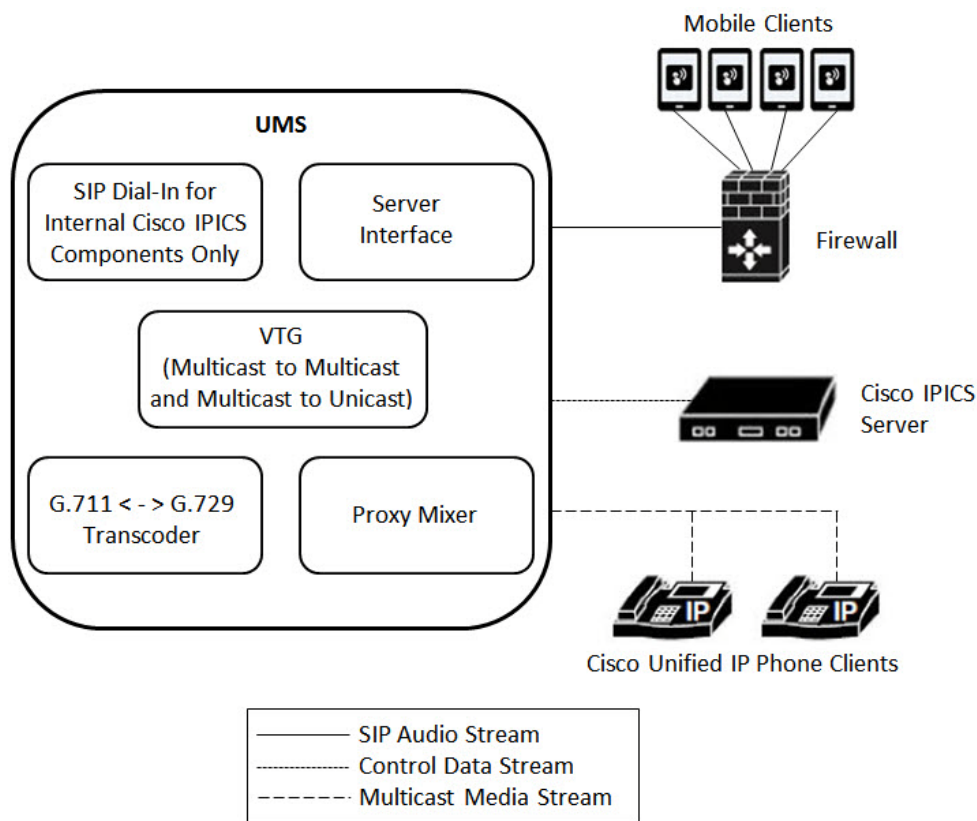 Mobile Clients
UMS
SIP Dial-In for
Internal Cisco IPICS
Components Only
Server
Interface
Firewall
VTG
(Multicast to Multicast
and Multicast to Unicast)
Cisco IPICS
Server
G.711 < - > G.729
Transcoder
Proxy Mixer
IP
IP
Cisco Unified IP Phone Clients
SIP Audio Stream
Control Data Stream
Multicast Media Stream